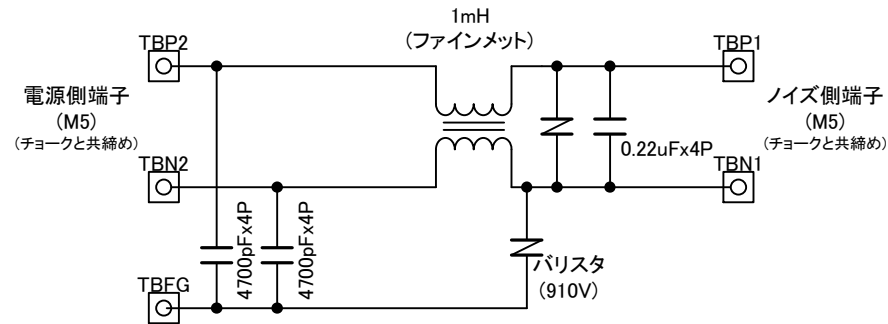 1mH
(ファインメット)
TBP2
TBP1
電源側端子
(M5)
(チョークと共締め)
ノイズ側端子
(M5)
(チョークと共締め)
0.22uFx4P
TBN2
TBN1
4700pFx4P
4700pFx4P
バリスタ
(910V)
TBFG